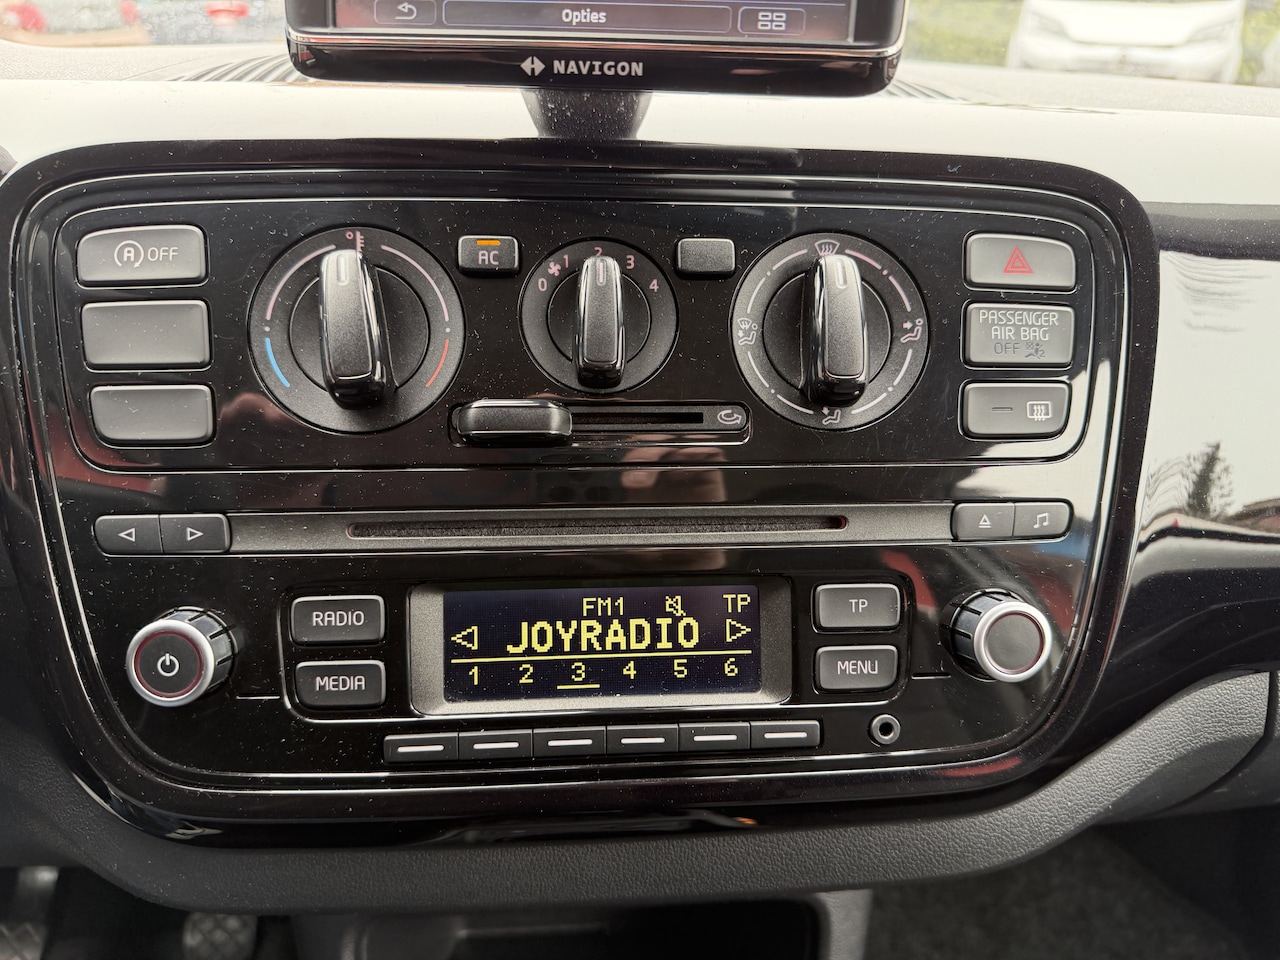 Opties
NAVIGON
A OFF
AC
0 1 2 3 4
PASSENGER
AIR BAG
OFF
2
RADIO
MEDIA
FM1 TP
JOYRADIO
1 2 3 4 5 6
TP
MENU